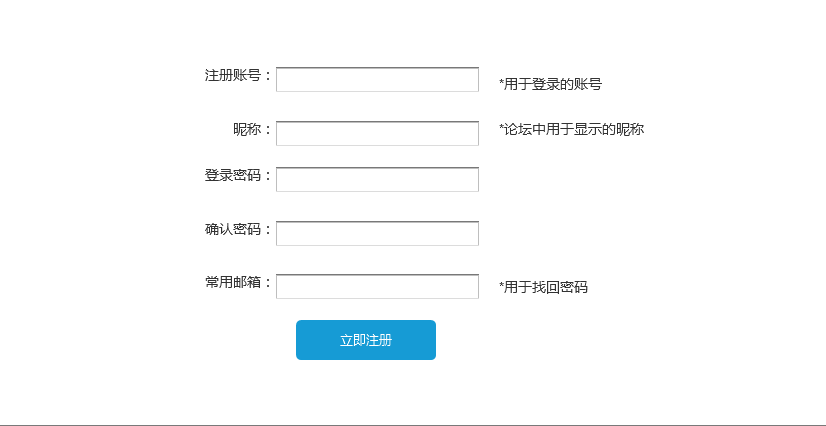 注册账号： *用于登录的账号
昵称： *论坛中用于显示的昵称
登录密码：
确认密码：
常用邮箱： *用于找回密码
立即注册